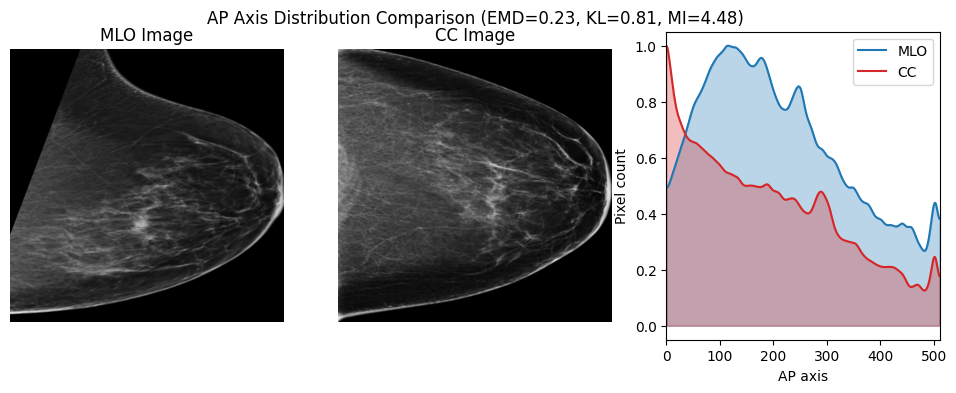 AP Axis Distribution Comparison (EMD=0.23, KL=0.81, MI=4.48)
MLO Image
CC Image
MLO
CC
Pixel count
1.0
0.8
0.6
0.4
0.2
0.0
0 100 200 300 400 500
AP axis